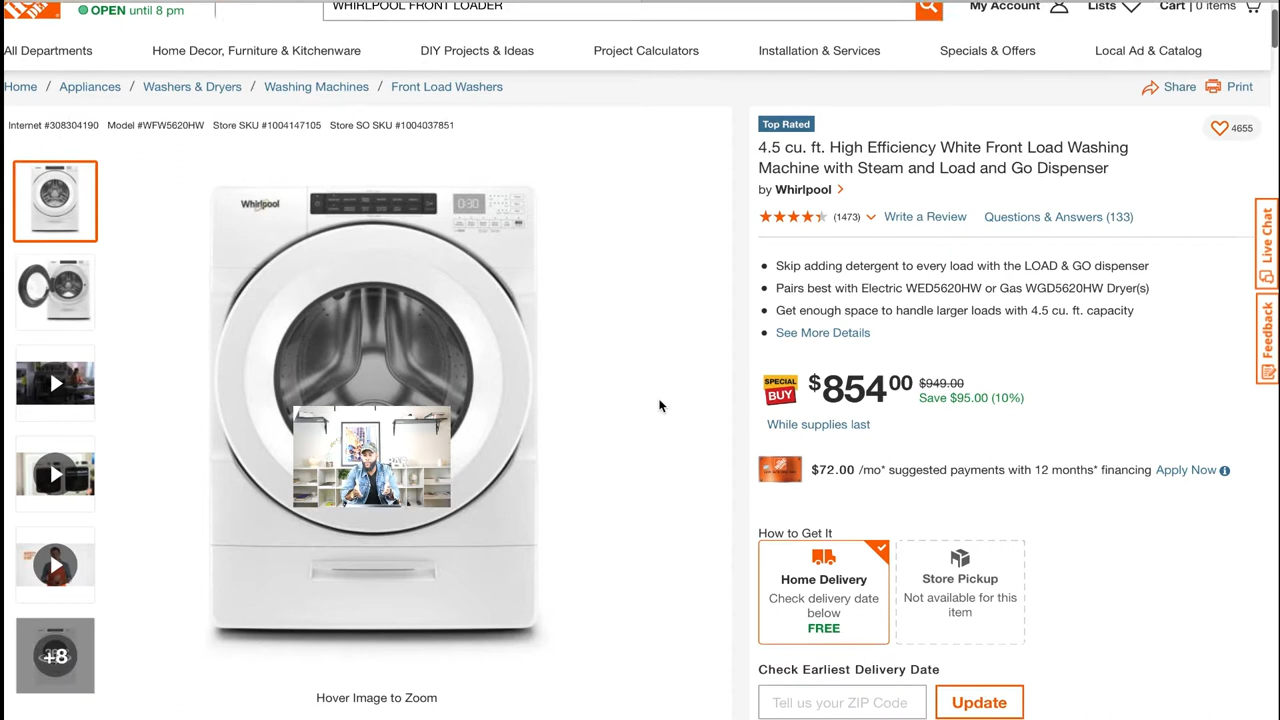 OPEN until 8 pm
WHIRLPOOL FRONT LOADER
My Account
Lists
Cart | 0 items
All Departments
Home Decor, Furniture & Kitchenware
DIY Projects & Ideas
Project Calculators
Installation & Services
Specials & Offers
Local Ad & Catalog
Home / Appliances / Washers & Dryers / Washing Machines / Front Load Washers
Share
Print
Internet #308304190 Model #WFW5620HW Store SKU #1004147105 Store SO SKU #1004037851
Top Rated
4655
4.5 cu. ft. High Efficiency White Front Load Washing
Machine with Steam and Load and Go Dispenser
by Whirlpool
(1473)
Write a Review
Questions & Answers (133)
• Skip adding detergent to every load with the LOAD & GO dispenser
• Pairs best with Electric WED5620HW or Gas WGD5620HW Dryer(s)
• Get enough space to handle larger loads with 4.5 cu. ft. capacity
• See More Details
SPECIAL
BUY
$854.00
$949.00
Save $95.00 (10%)
While supplies last
$72.00 /mo* suggested payments with 12 months* financing Apply Now
How to Get It
Home Delivery
Check delivery date
below
FREE
Store Pickup
Not available for this
item
Check Earliest Delivery Date
Tell us your ZIP Code
Update
Live Chat
Feedback
Whirlpool
0:30
+8
Hover Image to Zoom